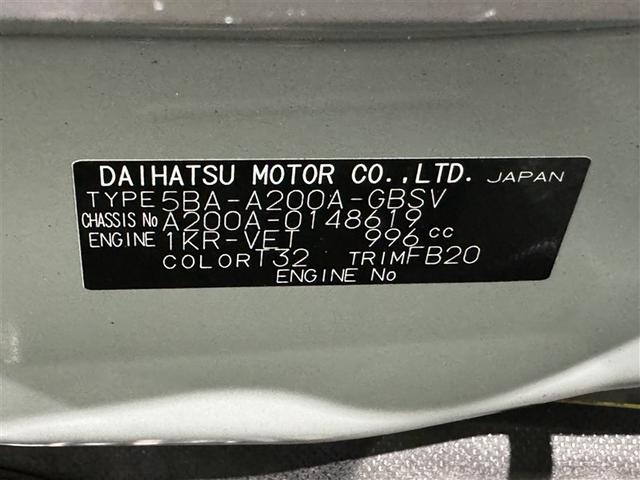 DAIHATSU MOTOR CO.,LTD. JAPAN
TYPE 5BA-A200A-GBSV
CHASSIS No A200A-0148619
ENGINE 1KR-VET 996 cc
COLOR T32 TRIM FB20
ENGINE No